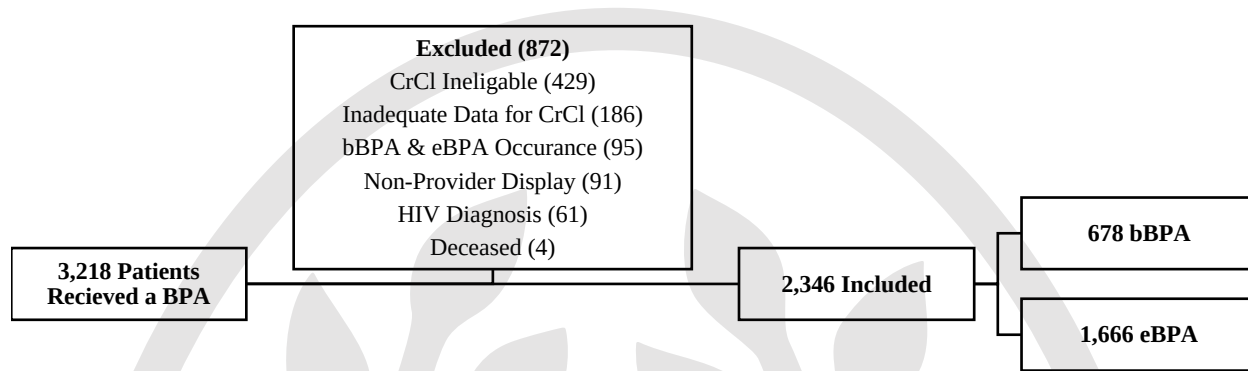 Excluded (872)
CrCl Ineligable (429)
Inadequate Data for CrCl (186)
bBPA & eBPA Occurance (95)
Non-Provider Display (91)
HIV Diagnosis (61)
Deceased (4)
3,218 Patients
Recieved a BPA
2,346 Included
678 bBPA
1,666 eBPA